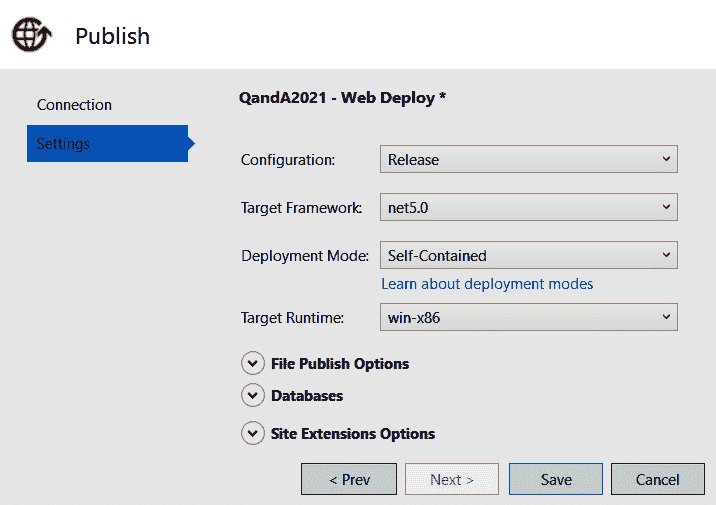 Publish
Connection
Settings
QandA2021 - Web Deploy *
Configuration: Release
Target Framework: net5.0
Deployment Mode: Self-Contained
Learn about deployment modes
Target Runtime: win-x86
File Publish Options
Databases
Site Extensions Options
< Prev Next > Save Cancel